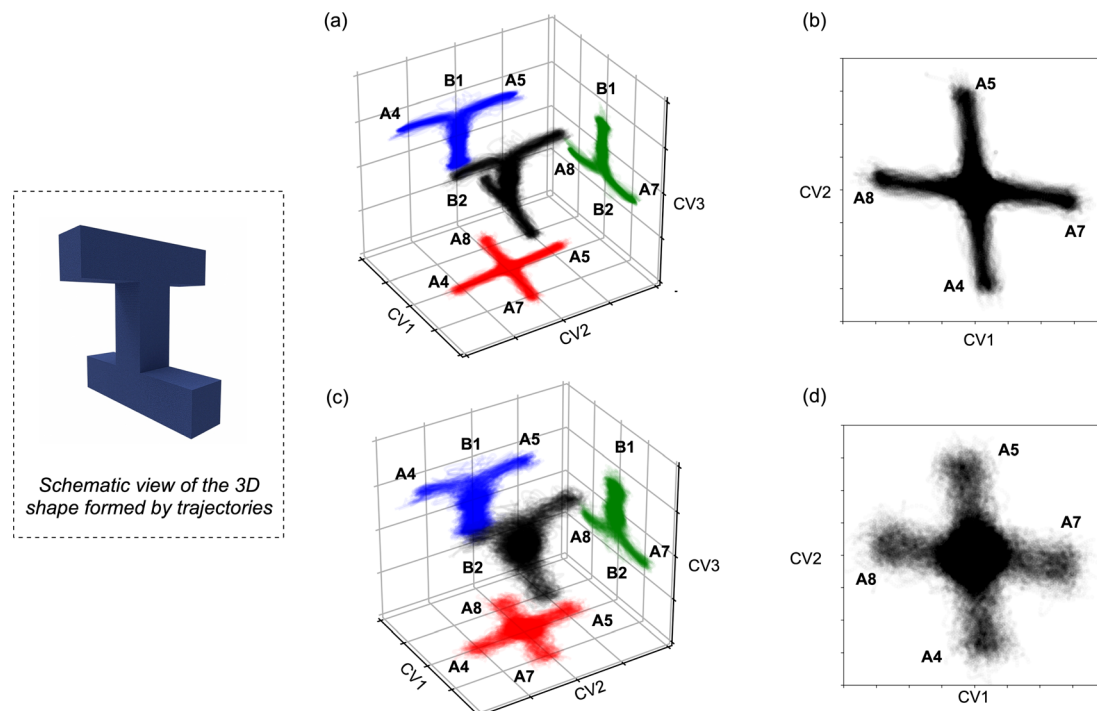 (a)
B1
A5
A4
B1
A8
A7
B2
B2
CV3
A8
A5
A4
A7
CV1
CV2
(b)
A5
CV2
A8
A7
A4
CV1
Schematic view of the 3D
shape formed by trajectories
(c)
B1
A5
A4
B1
A8
A7
B2
B2
CV3
A8
A5
A4
A7
CV1
CV2
(d)
A5
A7
CV2
A8
A4
CV1